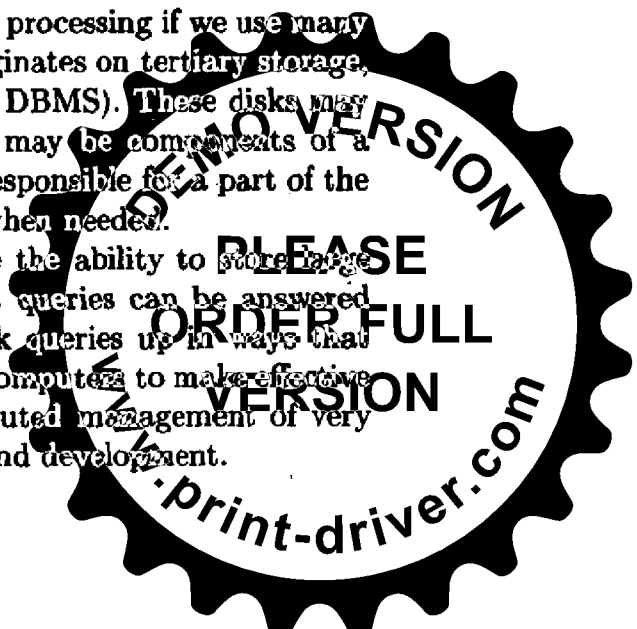 processing if we use many
ginates on tertiary storage,
DBMS). These disks may
may be components of a
esponsible for a part of the
when needed.
e the ability to store large
queries can be answered
k queries up in ways that
omputers to make effective
uted management of very
nd development.
DEMO VERSION
PLEASE
ORDER FULL
VERSION
www.print-driver.com